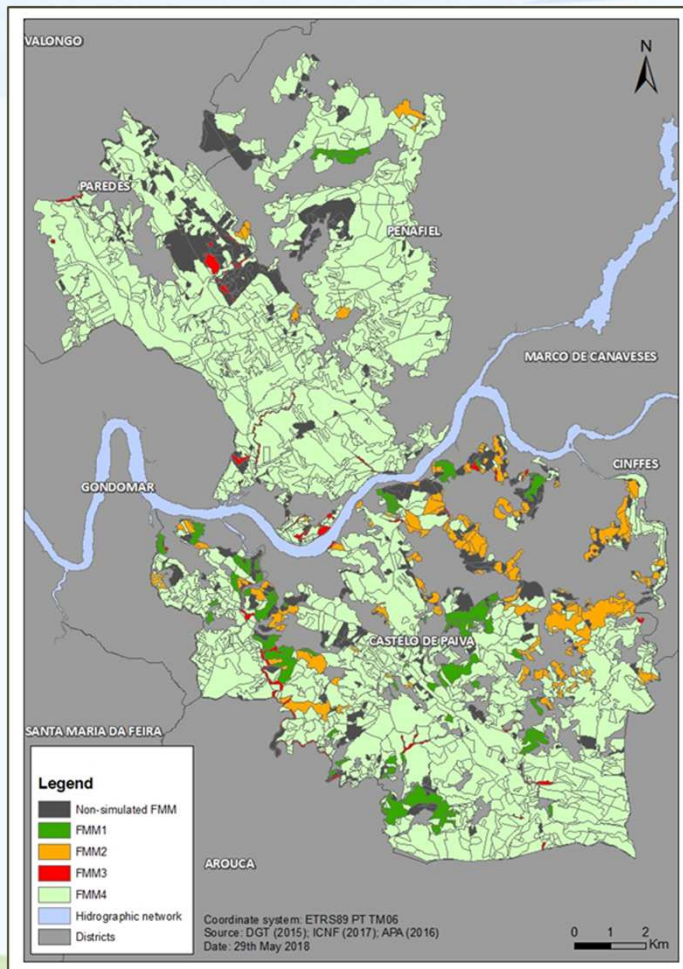 VALONGO
N
PAREDES
PENAFIEL
MARCO DE CANAVESES
CINFFES
GONDOMAR
CASTELO DE PAIVA
SANTA MARIA DA FEIRA
AROUCA
Legend
Non-simulated FMM
FMM1
FMM2
FMM3
FMM4
Hidrographic network
Districts
Coordinate system: ETRS89 PT TM06
Source: DGT (2015); ICNF (2017); APA (2016)
Date: 29th May 2018
0 1 2
Km